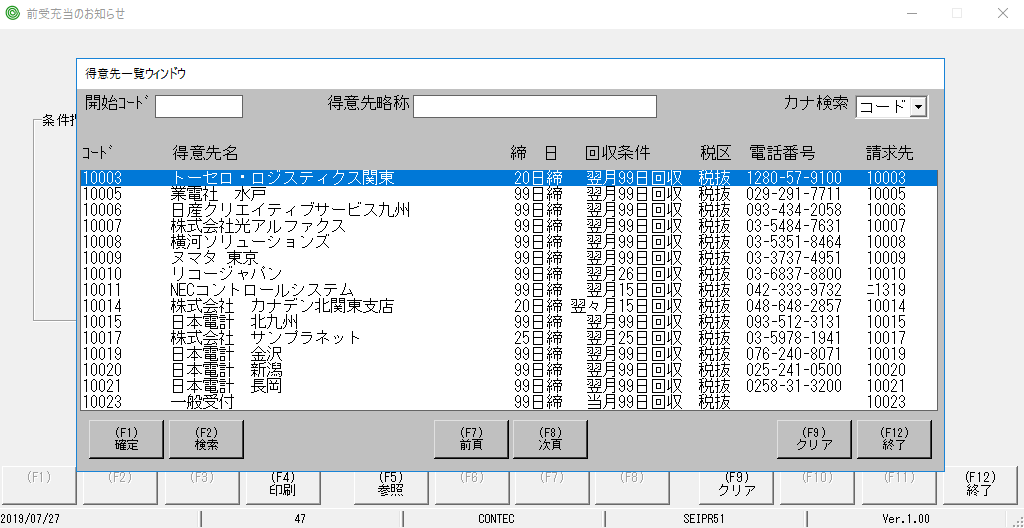 前受充当のお知らせ
得意先一覧ウィンドウ
開始コード 得意先略称 カナ検索 コード
条件
コード 得意先名 締 日 回収条件 税区 電話番号 請求先
10003 トーセロ・ロジスティクス関東 20日締 翌月99日回収 税抜 1280-57-9100 10003
10005 業電社 水戸 99日締 翌月99日回収 税抜 029-291-7711 10005
10006 日産クリエイティブサービス九州 99日締 翌月99日回収 税抜 093-434-2058 10006
10007 株式会社光アルファクス 99日締 翌月99日回収 税抜 03-5484-7631 10007
10008 横河ソリューションズ 99日締 翌月99日回収 税抜 03-5351-8464 10008
10009 ヌマタ 東京 99日締 翌月99日回収 税抜 03-3737-4951 10009
10010 リコージャパン 99日締 翌月26日回収 税抜 03-6837-8800 10010
10011 NECコントロールシステム 99日締 翌月15日回収 税抜 042-333-9732 ﾆ1319
10014 株式会社 カナデン北関東支店 20日締 翌々月15日回収 税抜 048-648-2857 10014
10015 日本電計 北九州 99日締 翌月99日回収 税抜 093-512-3131 10015
10017 株式会社 サンプラネット 25日締 翌月25日回収 税抜 03-5978-1941 10017
10019 日本電計 金沢 99日締 翌月99日回収 税抜 076-240-8071 10019
10020 日本電計 新潟 99日締 翌月99日回収 税抜 025-241-0500 10020
10021 日本電計 長岡 99日締 翌月99日回収 税抜 0258-31-3200 10021
10023 一般受付 99日締 当月99日回収 税抜 10023
(F1) (F2) (F7) (F8) (F9) (F12)
確定 検索 前頁 次頁 クリア 終了
(F1) (F2) (F3) (F4) (F5) (F6) (F7) (F8) (F9) (F10) (F11) (F12)
印刷 参照 クリア 終了
2019/07/27 47 CONTEC SEIPR51 Ver.1.00